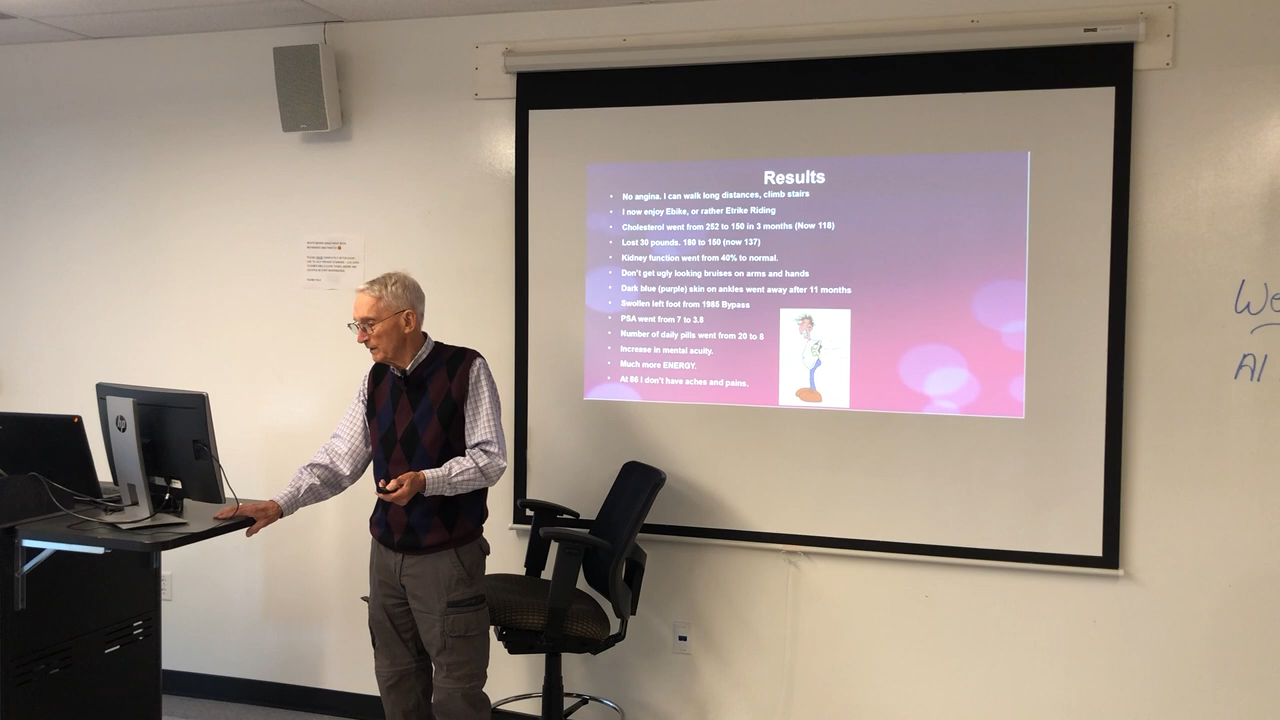 Results
• No angina. I can walk long distances, climb stairs
• I now enjoy Ebike, or rather Etrike Riding
• Cholesterol went from 252 to 150 in 3 months (Now 118)
• Lost 30 pounds. 180 to 150 (now 137)
• Kidney function went from 40% to normal.
• Don't get ugly looking bruises on arms and hands
• Dark blue (purple) skin on ankles went away after 11 months
• Swollen left foot from 1985 Bypass
• PSA went from 7 to 3.8
• Number of daily pills went from 20 to 8
• Increase in mental acuity.
• Much more ENERGY.
• At 86 I don't have aches and pains.
We
AI
hp